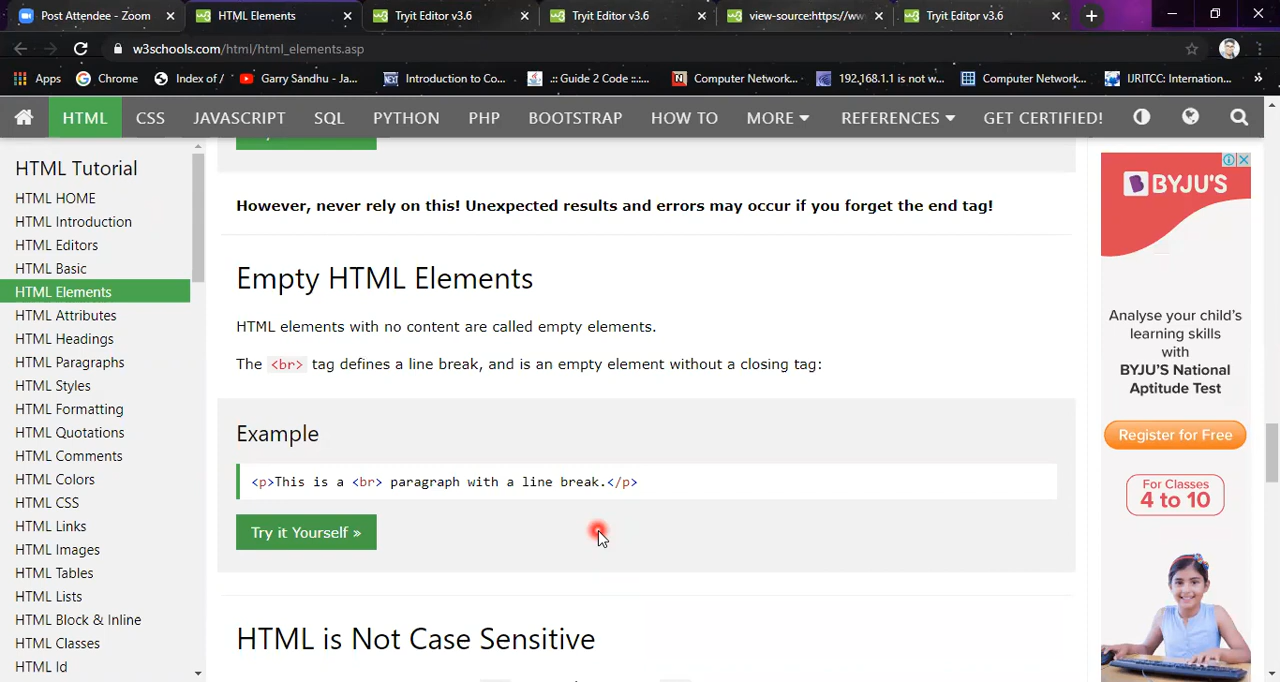 Post Attendee - Zoom
HTML Elements
Tryit Editor v3.6
Tryit Editor v3.6
view-source:https://ww
Tryit Editor v3.6
w3schools.com/html/html_elements.asp
Apps
Chrome
Index of /
Garry Sandhu - Ja...
Introduction to Co...
.:: Guide 2 Code ::...
Computer Network...
192.168.1.1 is not w...
Computer Network...
IJRITCC: Internation...
HTML
CSS
JAVASCRIPT
SQL
PYTHON
PHP
BOOTSTRAP
HOW TO
MORE
REFERENCES
GET CERTIFIED!
HTML Tutorial
HTML HOME
HTML Introduction
HTML Editors
HTML Basic
HTML Elements
HTML Attributes
HTML Headings
HTML Paragraphs
HTML Styles
HTML Formatting
HTML Quotations
HTML Comments
HTML Colors
HTML CSS
HTML Links
HTML Images
HTML Tables
HTML Lists
HTML Block & Inline
HTML Classes
HTML Id
However, never rely on this! Unexpected results and errors may occur if you forget the end tag!
Empty HTML Elements
HTML elements with no content are called empty elements.
The <br> tag defines a line break, and is an empty element without a closing tag:
Example
<p>This is a <br> paragraph with a line break.</p>
Try it Yourself »
HTML is Not Case Sensitive
BYJU'S
Analyse your child's
learning skills
with
BYJU'S National
Aptitude Test
Register for Free
For Classes
4 to 10